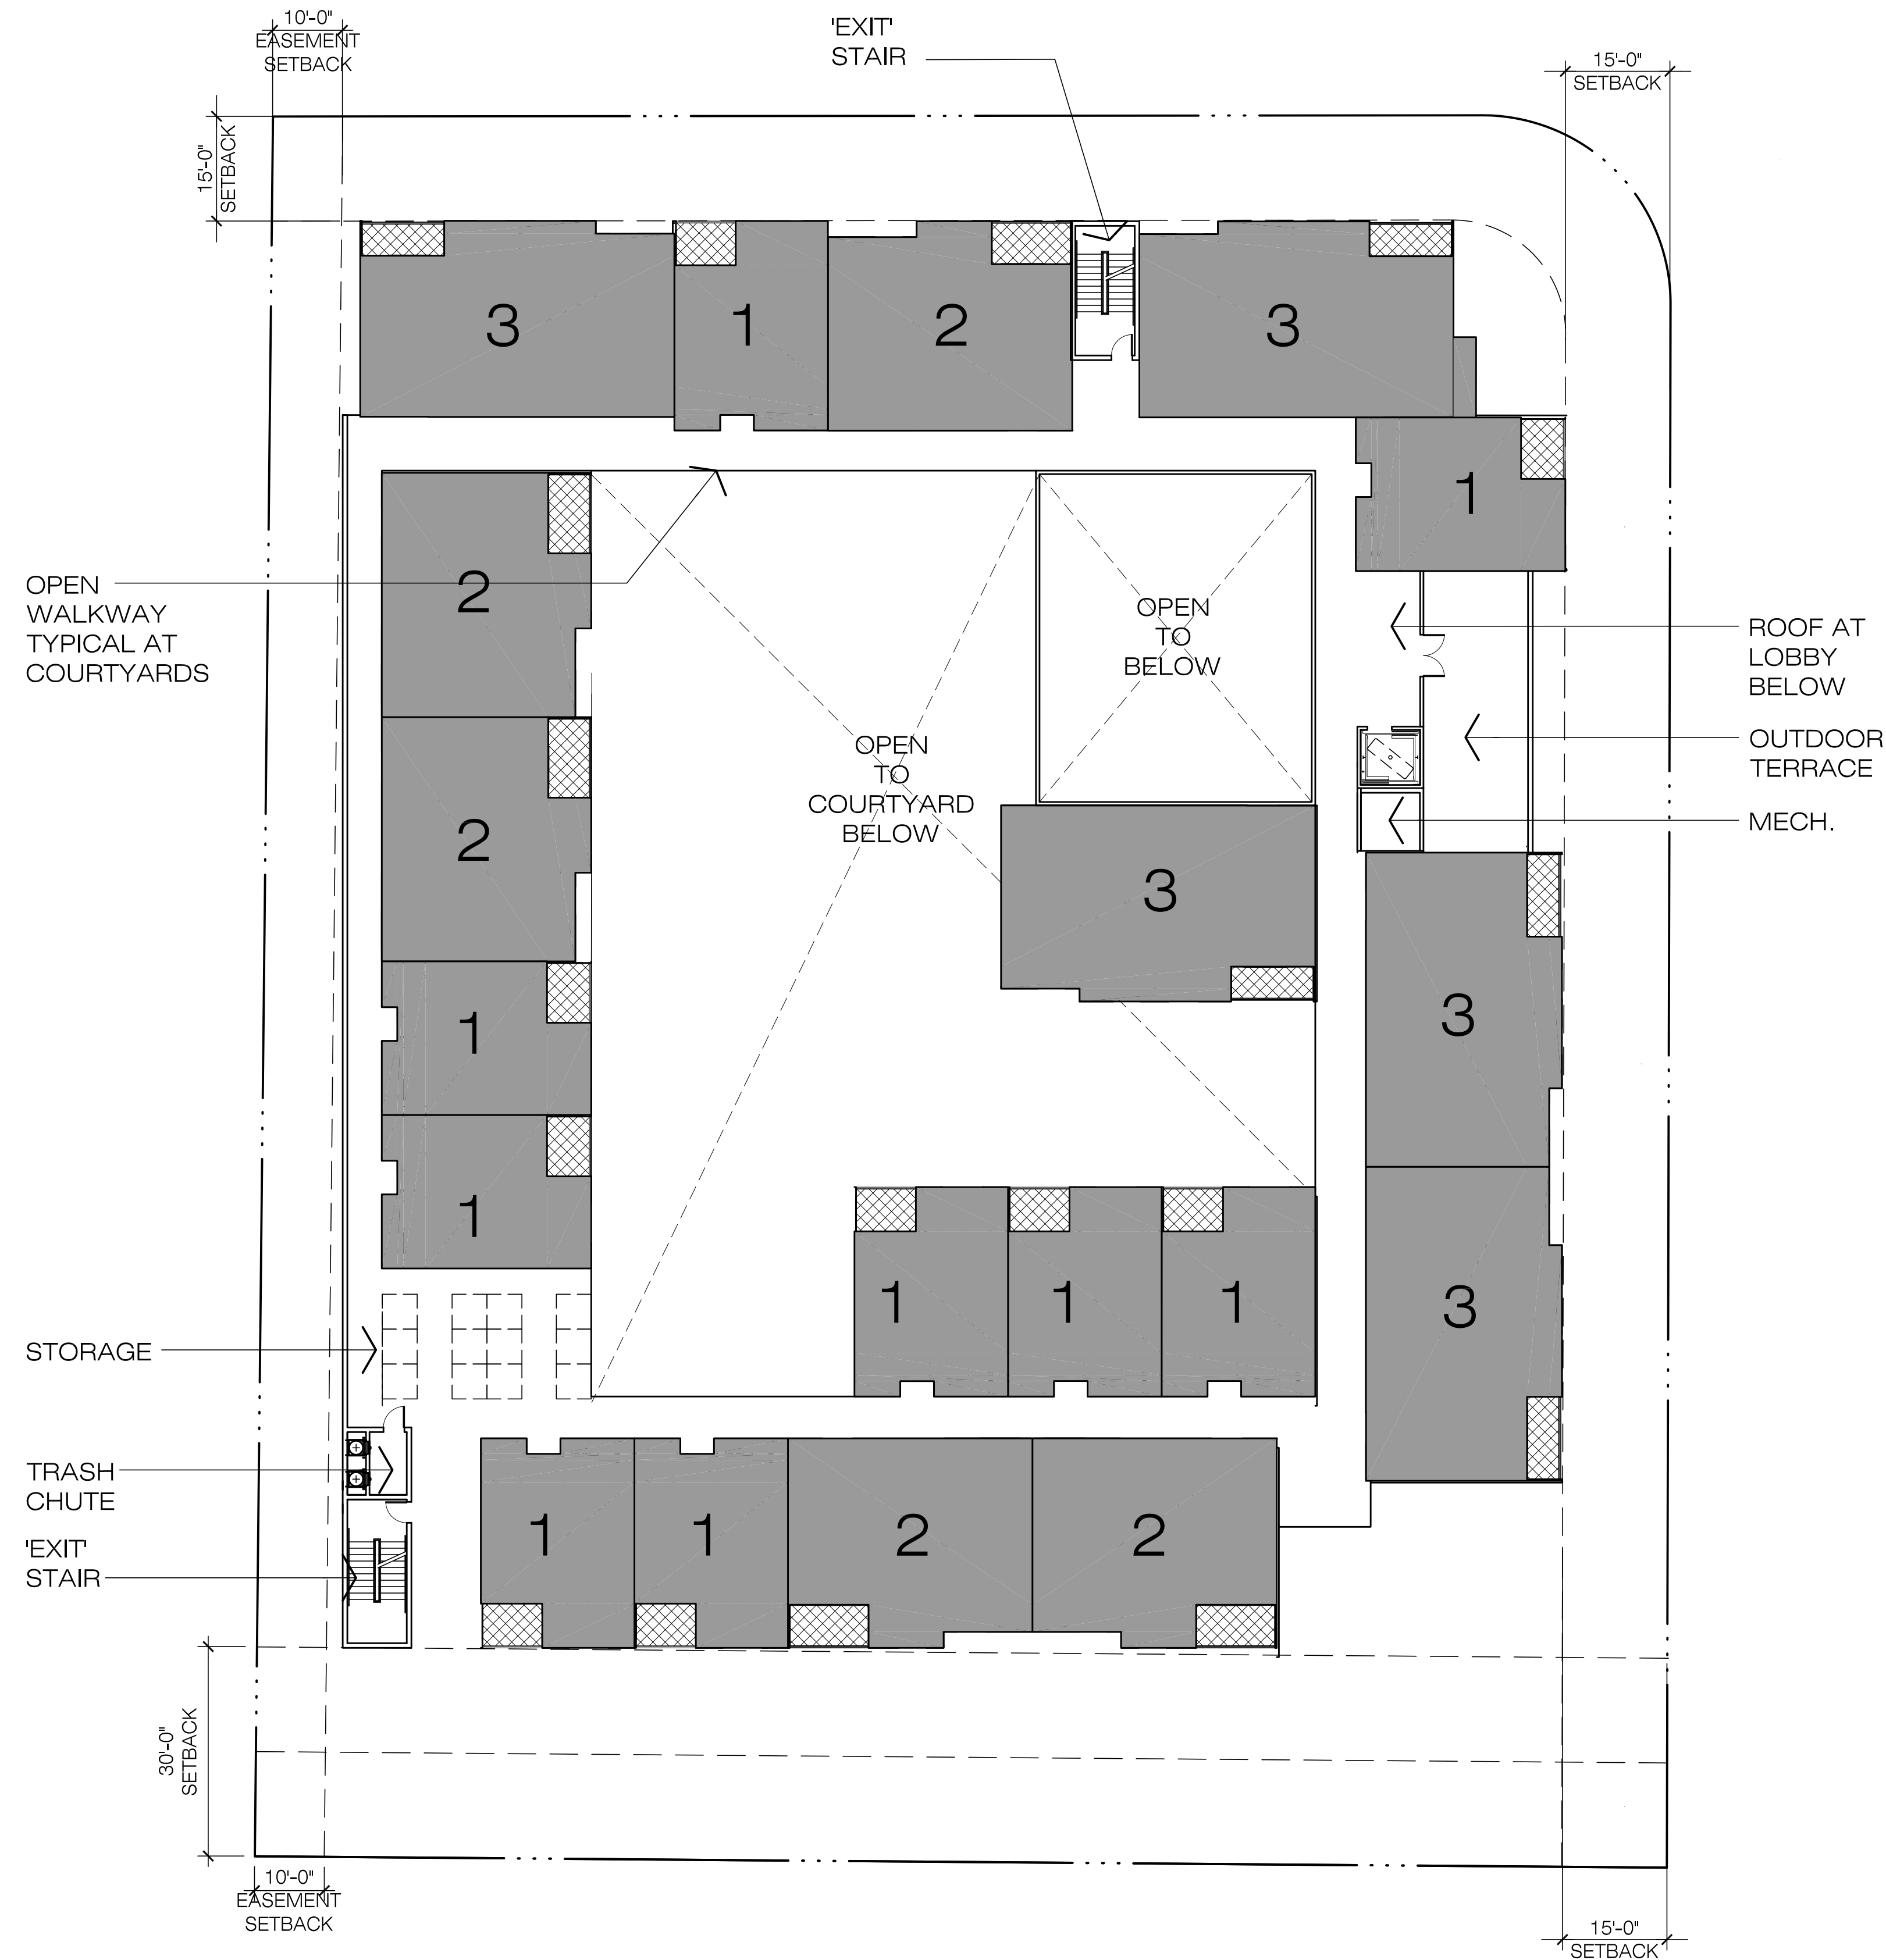 10'-0"
EASEMENT
SETBACK
'EXIT'
STAIR
15'-0"
SETBACK
15'-0"
SETBACK
3
1
2
3
1
2
OPEN
WALKWAY
TYPICAL AT
COURTYARDS
OPEN
TO
BELOW
ROOF AT
LOBBY
BELOW
OPEN
TO
COURTYARD
BELOW
OUTDOOR
TERRACE
MECH.
2
3
3
1
1
1
1
1
3
STORAGE
TRASH
CHUTE
'EXIT'
STAIR
1
1
2
2
30'-0"
SETBACK
10'-0"
EASEMENT
SETBACK
15'-0"
SETBACK